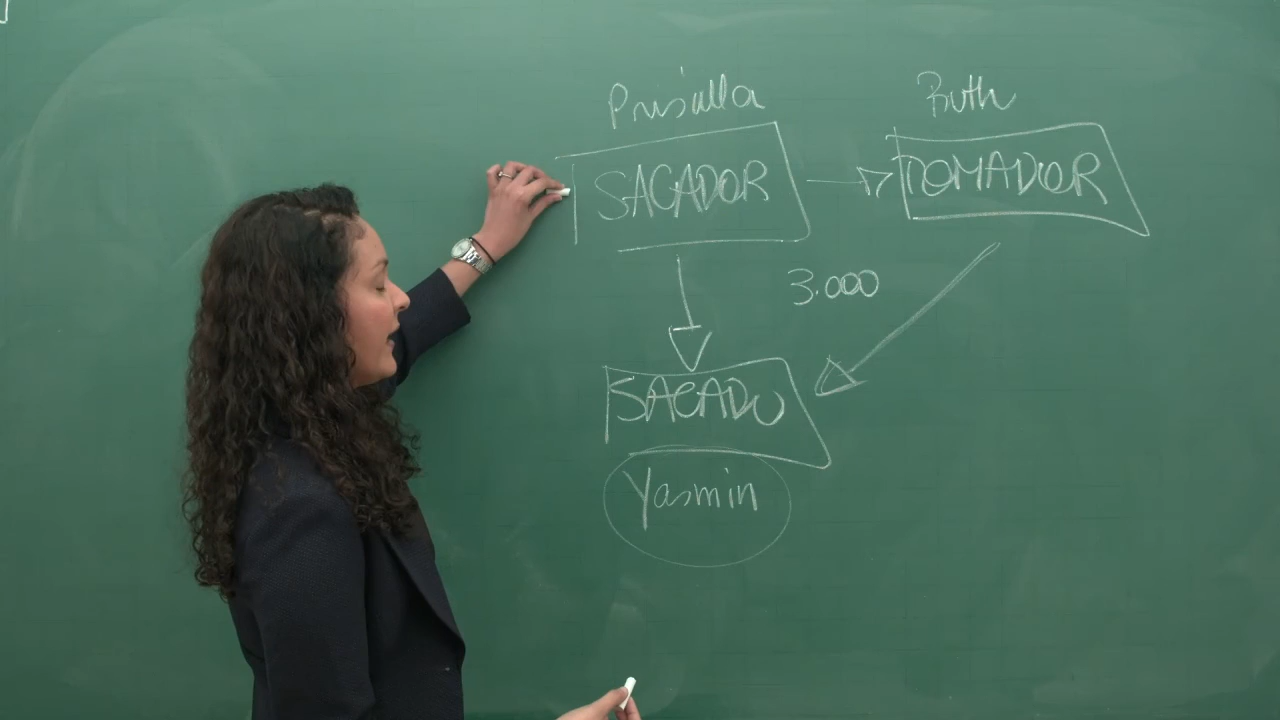 Priscilla
Ruth
SACADOR
TOMADOR
3.000
SACADO
Yasmin